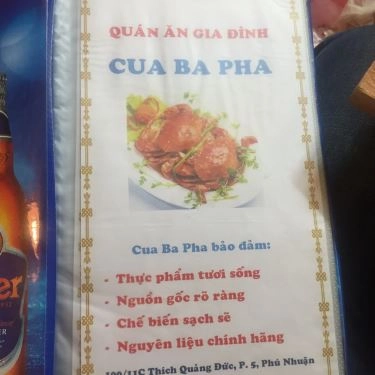 QUÁN ĂN GIA ĐÌNH
CUA BA PHA
Cua Ba Pha bảo đảm:
- Thực phẩm tươi sống
- Nguồn gốc rõ ràng
- Chế biến sạch sẽ
- Nguyên liệu chính hãng
Thích Quảng Đức, P. 5, Phú Nhuận